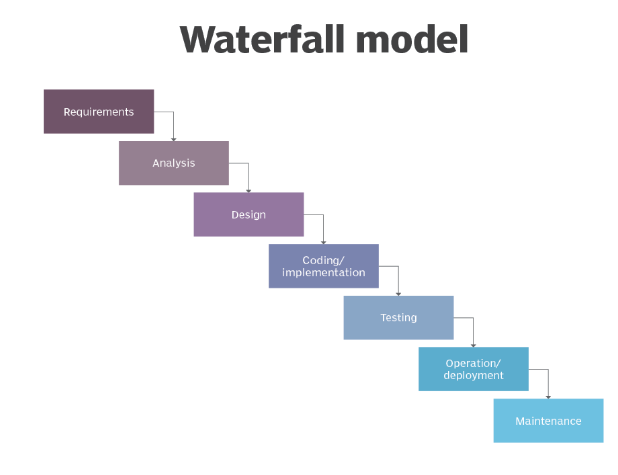 Waterfall model
Requirements
Analysis
Design
Coding/
implementation
Testing
Operation/
deployment
Maintenance